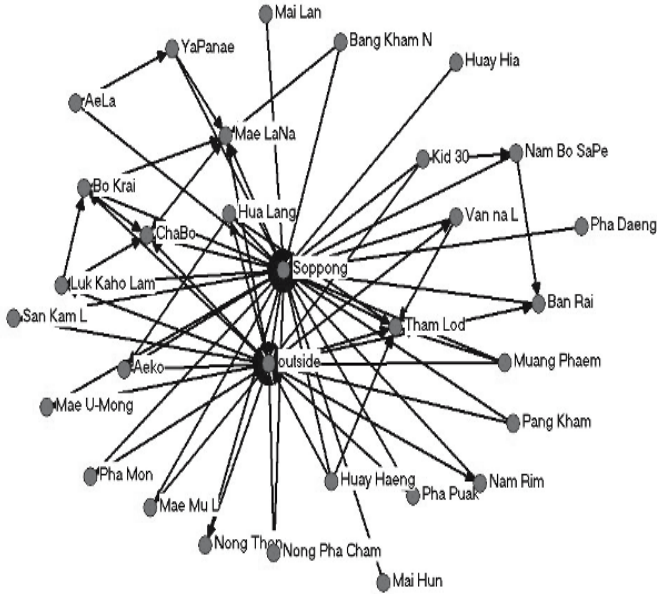 Mai Lan
Bang Kham N
YaPanae
Huay Hia
AeLa
Mae LaNa
Kid 30
Nam Bo SaPe
Bo Krai
Hua Lang
Van na L
Pha Daeng
ChaBo
Soppong
Luk Kaho Lam
Ban Rai
San Kam L
Tham Lod
Aeko
outside
Muang Phaem
Mae U-Mong
Pang Kham
Pha Mon
Huay Haeng
Nam Rim
Pha Puak
Mae Mu L
Nong Thon
Nong Pha Cham
Mai Hun